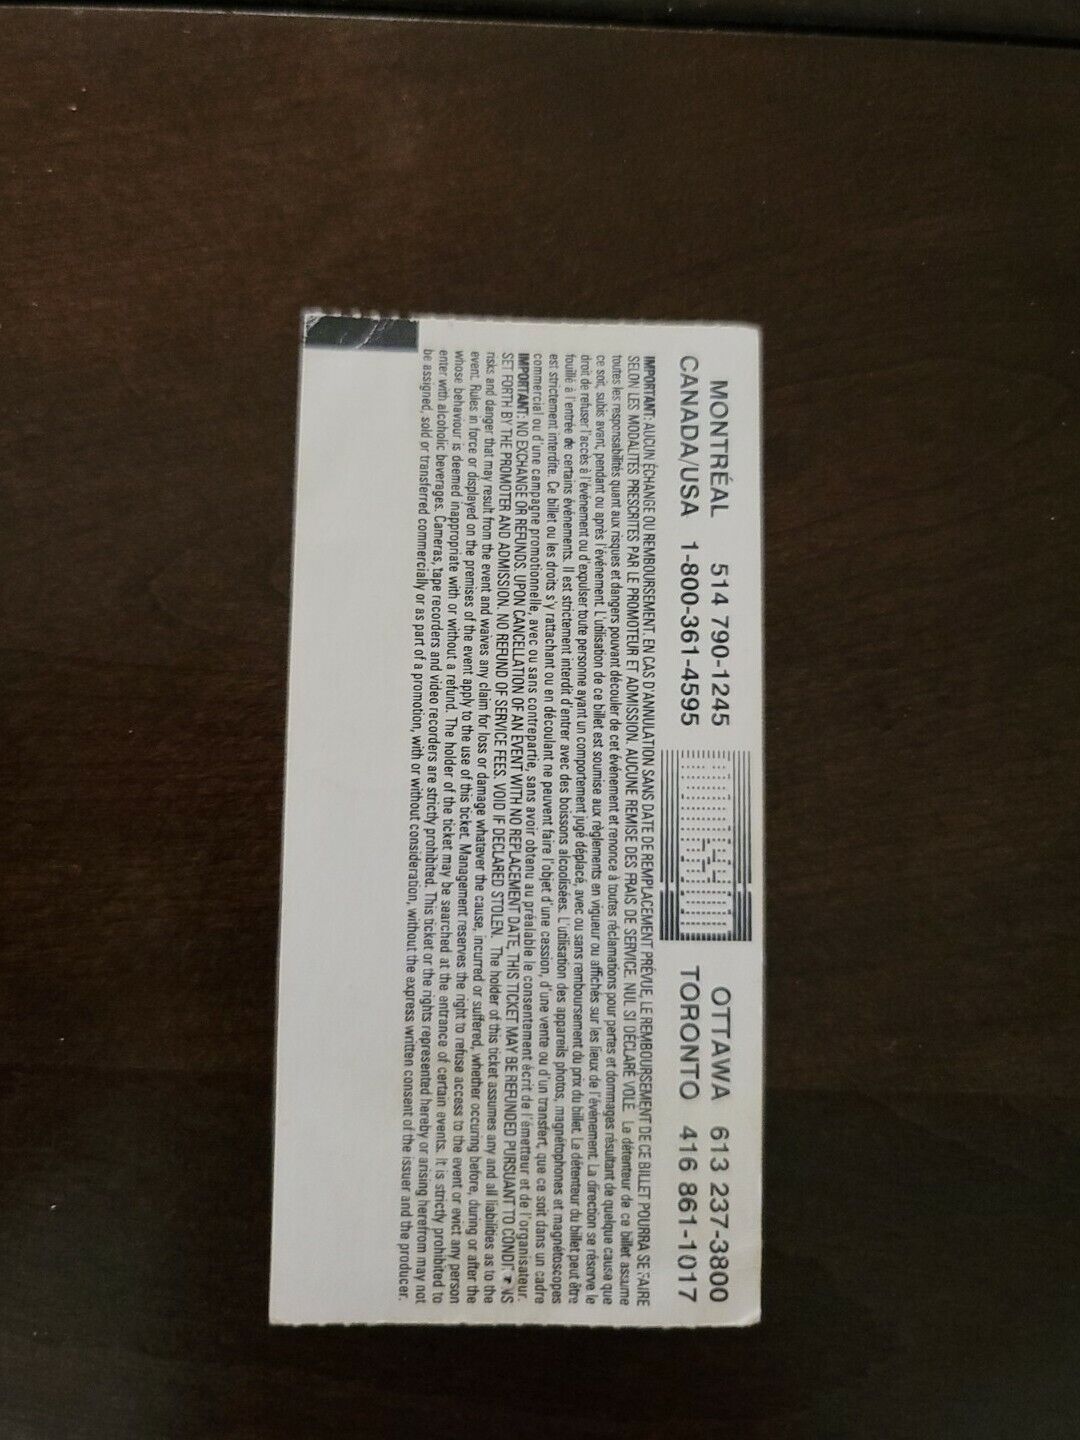 MONTRÉAL 514 790-1245 OTTAWA 613 237-3800
CANADA/USA 1-800-361-4595 TORONTO 416 861-1017
IMPORTANT: AUCUN ÉCHANGE OU REMBOURSEMENT. EN CAS D'ANNULATION SANS DATE DE REMPLACEMENT PRÉVUE, LE REMBOURSEMENT DE CE BILLET POURRA SE FAIRE
SELON LES MODALITÉS PRESCRITES PAR LE PROMOTEUR ET ADMISSION. AUCUNE REMISE DES FRAIS DE SERVICE. NUL SI DÉCLARÉ VOLÉ. Le détenteur de ce billet assume
toutes les responsabilités quant aux risques et dangers pouvant découler de cet événement et renonce à toutes réclamations pour pertes et dommages résultant de quelque cause que
ce soit, subis avant, pendant ou après l'événement. L'utilisation de ce billet est soumise aux règlements en vigueur ou affichés sur les lieux de l'événement. La direction se réserve le
droit de refuser l'accès à l'événement ou d'expulser toute personne ayant un comportement jugé déplacé, avec ou sans remboursement du prix du billet. Le détenteur du billet peut être
fouillé à l'entrée de certains événements. Il est strictement interdit d'entrer avec des boissons alcoolisées. L'utilisation des appareils photos, magnétophones et magnétoscopes
est strictement interdite. Ce billet ou les droits s'y rattachant ou en découlant ne peuvent faire l'objet d'une cession, d'une vente ou d'un transfert, que ce soit dans un cadre
commercial ou d'une campagne promotionnelle, avec ou sans contrepartie, sans avoir obtenu au préalable le consentement écrit de l'émetteur et de l'organisateur.
IMPORTANT: NO EXCHANGE OR REFUNDS. UPON CANCELLATION OF AN EVENT WITH NO REPLACEMENT DATE, THIS TICKET MAY BE REFUNDED PURSUANT TO CONDITIONS
SET FORTH BY THE PROMOTER AND ADMISSION. NO REFUND OF SERVICE FEES. VOID IF DECLARED STOLEN. The holder of this ticket assumes any and all liabilities as to the
risks and danger that may result from the event and waives any claim for loss or damage whatever the cause, incurred or suffered, whether occuring before, during or after the
event. Rules in force or displayed on the premises of the event apply to the use of this ticket. Management reserves the right to refuse access to the event or evict any person
whose behaviour is deemed inappropriate with or without a refund. The holder of the ticket may be searched at the entrance of certain events. It is strictly prohibited to
enter with alcoholic beverages. Cameras, tape recorders and video recorders are strictly prohibited. This ticket or the rights represented hereby or arising herefrom may not
be assigned, sold or transferred commercially or as part of a promotion, with or without consideration, without the express written consent of the issuer and the producer.